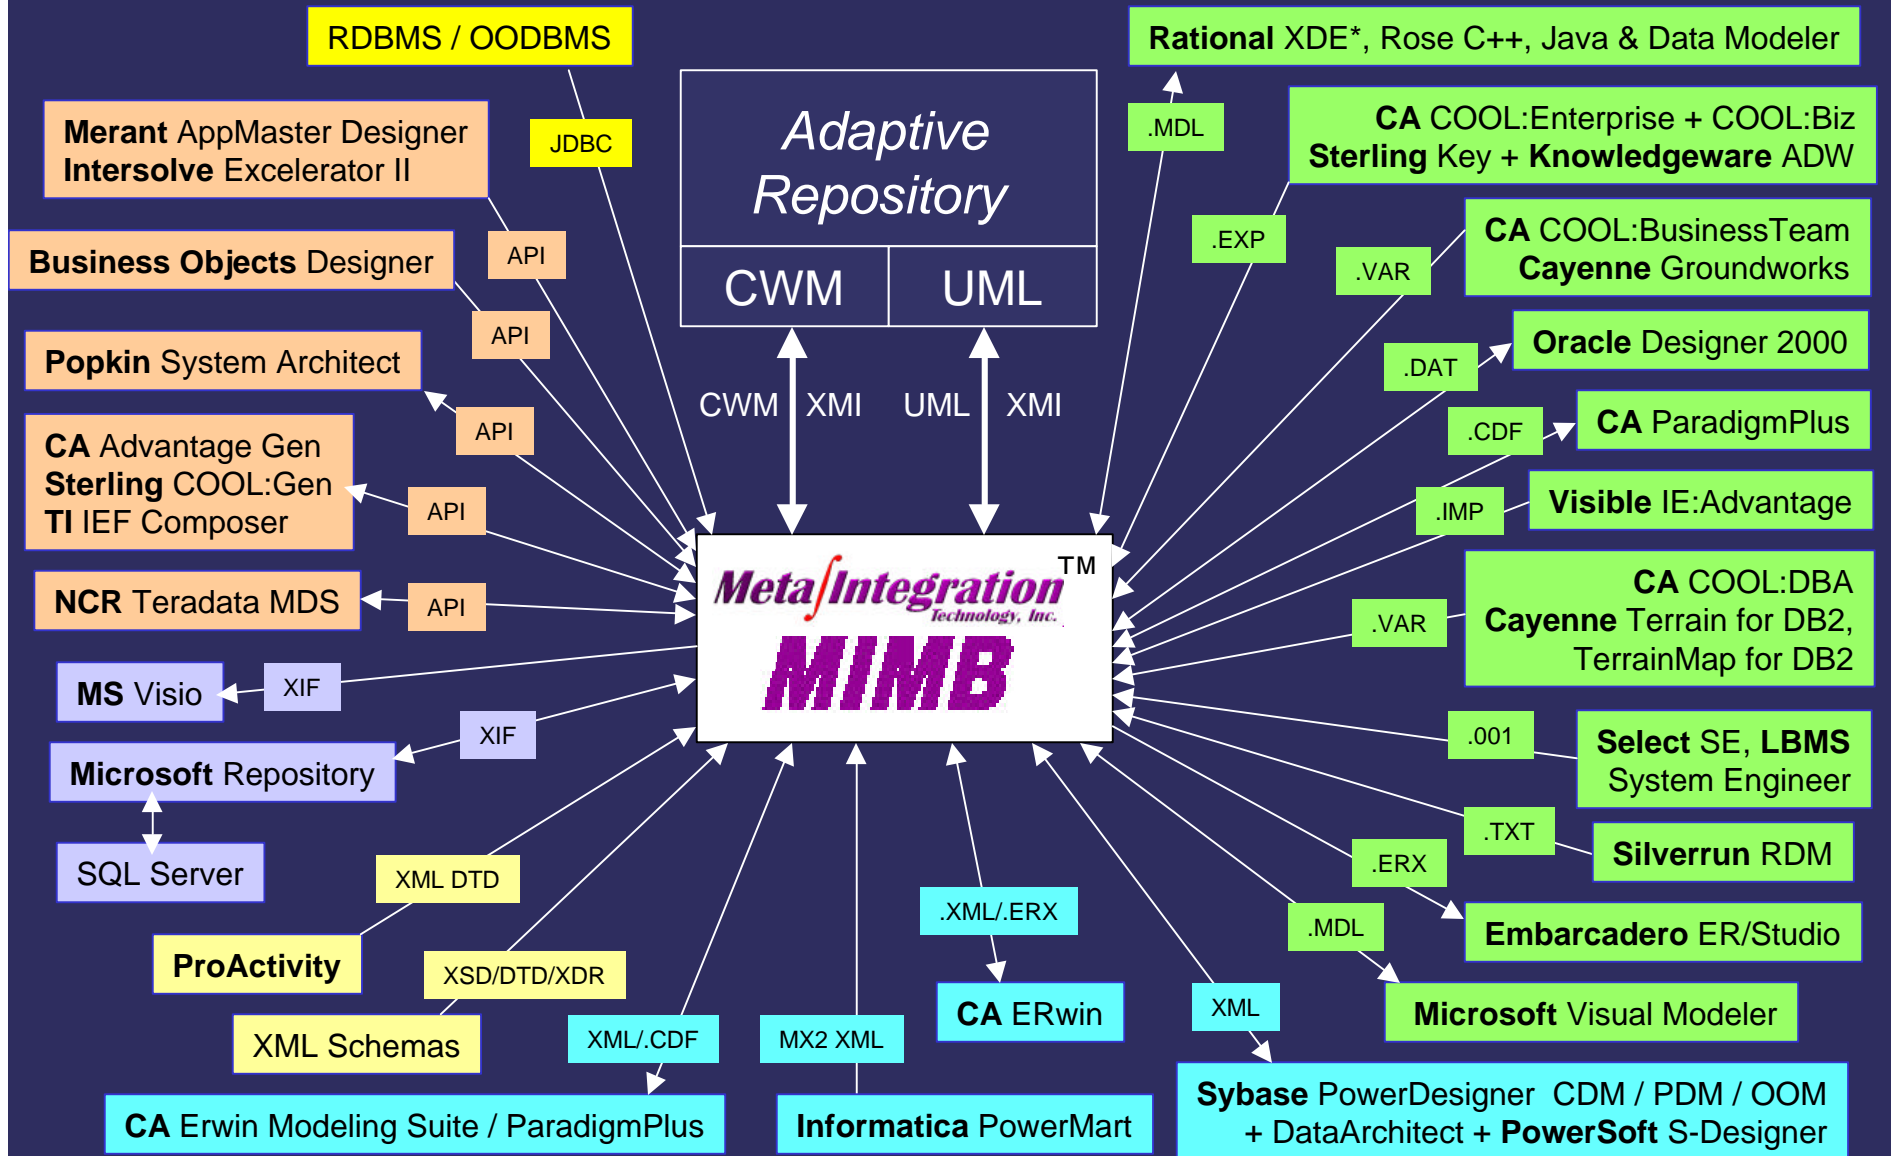 RDBMS / OODBMS
JDBC
Merant AppMaster Designer
Intersolve Excelerator II
API
Business Objects Designer
API
Popkin System Architect
API
CA Advantage Gen
Sterling COOL:Gen
TI IEF Composer
API
NCR Teradata MDS
API
MS Visio
XIF
Microsoft Repository
XIF
SQL Server
XML DTD
ProActivity
XSD/DTD/XDR
XML Schemas
XML/.CDF
CA Erwin Modeling Suite / ParadigmPlus
MX2 XML
Informatica PowerMart
.XML/.ERX
CA ERwin
XML
Sybase PowerDesigner CDM / PDM / OOM
+ DataArchitect + PowerSoft S-Designer
Adaptive
Repository
CWM
UML
CWM XMI
UML XMI
Meta Integration TM
Technology, Inc.
MIMB
Rational XDE*, Rose C++, Java & Data Modeler
.MDL
CA COOL:Enterprise + COOL:Biz
Sterling Key + Knowledgeware ADW
.EXP
CA COOL:BusinessTeam
Cayenne Groundworks
.VAR
Oracle Designer 2000
.DAT
CA ParadigmPlus
.CDF
Visible IE:Advantage
.IMP
CA COOL:DBA
Cayenne Terrain for DB2,
TerrainMap for DB2
.VAR
Select SE, LBMS
System Engineer
.001
Silverrun RDM
.TXT
Embarcadero ER/Studio
.ERX
Microsoft Visual Modeler
.MDL